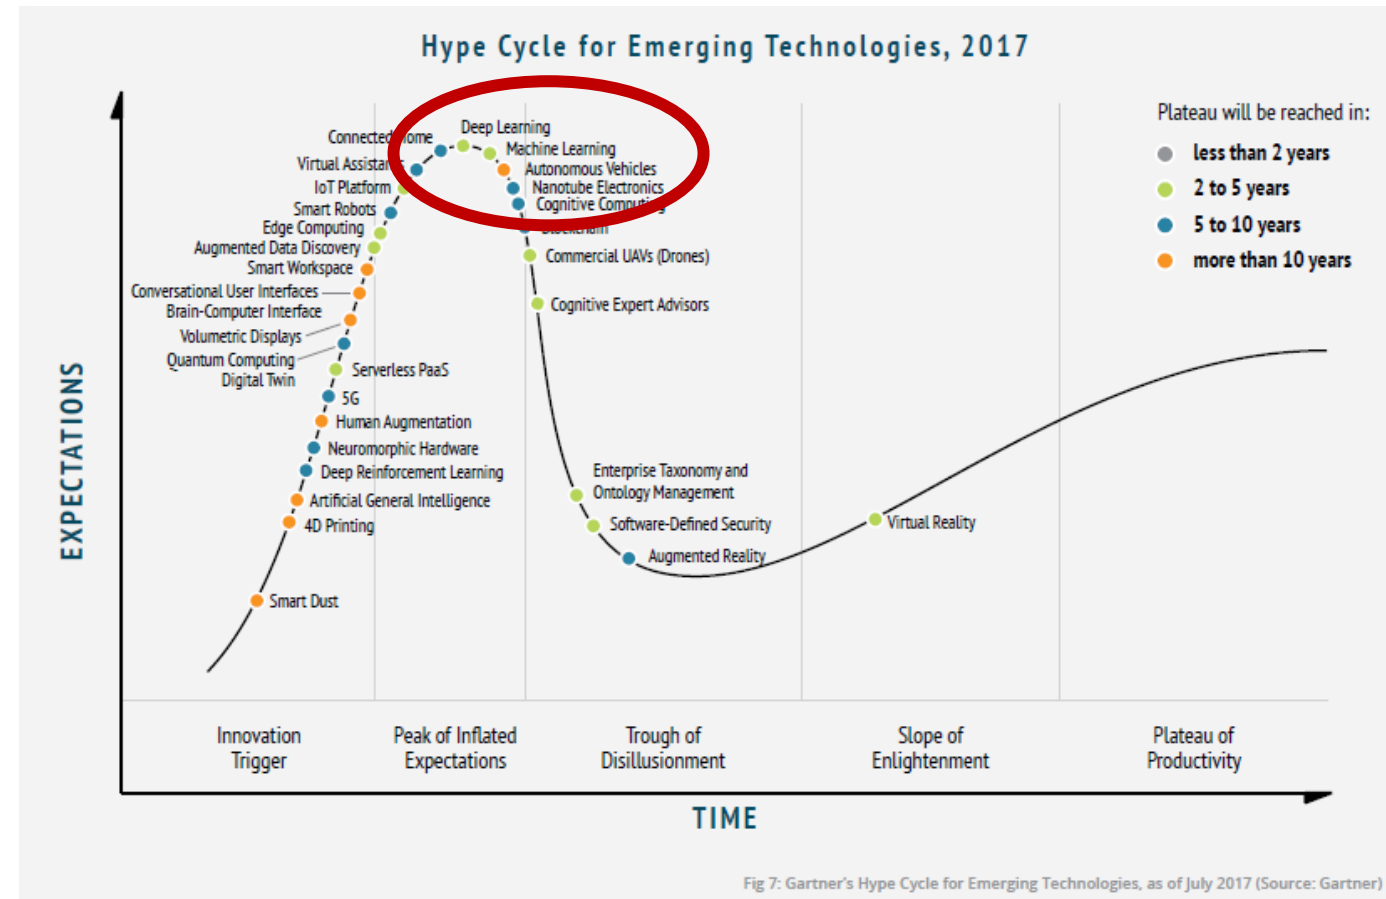 Hype Cycle for Emerging Technologies, 2017
Plateau will be reached in:
less than 2 years
2 to 5 years
5 to 10 years
more than 10 years
Deep Learning
Connected Home
Machine Learning
Virtual Assistants
Autonomous Vehicles
IoT Platform
Nanotube Electronics
Smart Robots
Cognitive Computing
Edge Computing
Blockchain
Augmented Data Discovery
Commercial UAVs (Drones)
Smart Workspace
Conversational User Interfaces
Cognitive Expert Advisors
Brain-Computer Interface
Volumetric Displays
Quantum Computing
Serverless PaaS
Digital Twin
5G
Human Augmentation
Neuromorphic Hardware
Deep Reinforcement Learning
Enterprise Taxonomy and
Ontology Management
Artificial General Intelligence
4D Printing
Software-Defined Security
Virtual Reality
Augmented Reality
Smart Dust
EXPECTATIONS
Innovation
Trigger
Peak of Inflated
Expectations
Trough of
Disillusionment
Slope of
Enlightenment
Plateau of
Productivity
TIME
Fig 7: Gartner's Hype Cycle for Emerging Technologies, as of July 2017 (Source: Gartner)